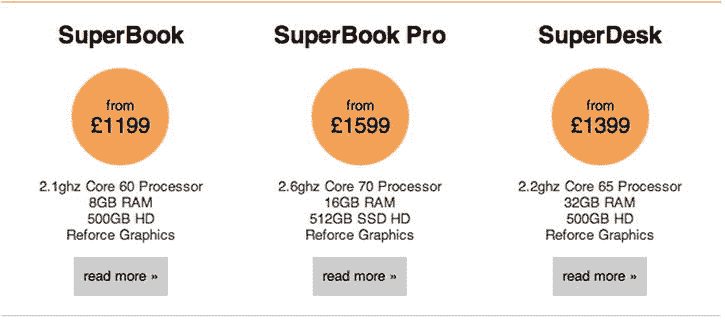 SuperBook
from
£1199
2.1ghz Core 60 Processor
8GB RAM
500GB HD
Reforce Graphics
read more »
SuperBook Pro
from
£1599
2.6ghz Core 70 Processor
16GB RAM
512GB SSD HD
Reforce Graphics
read more »
SuperDesk
from
£1399
2.2ghz Core 65 Processor
32GB RAM
500GB HD
Reforce Graphics
read more »